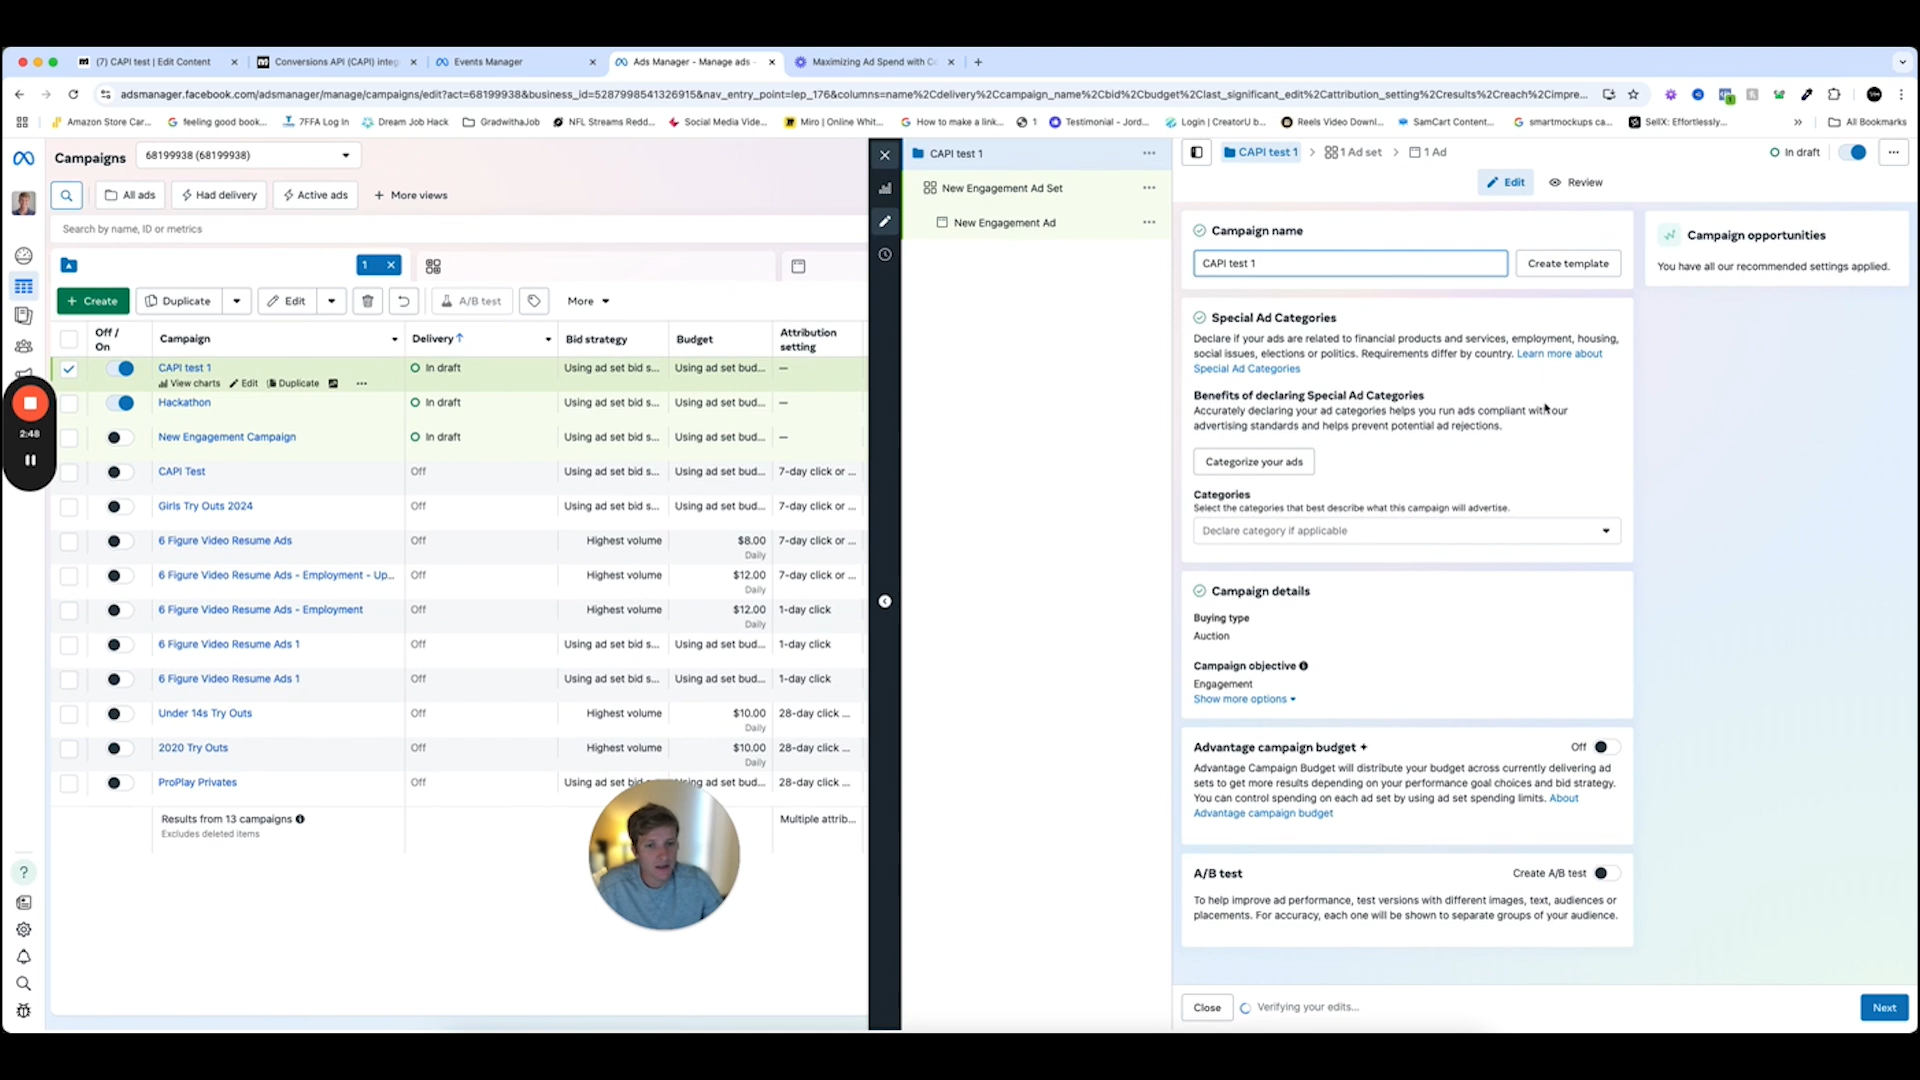 (7) CAPI test | Edit Content
Conversions API (CAPI) integ
Events Manager
Ads Manager - Manage ads -
Maximizing Ad Spend with C
adsmanager.facebook.com/adsmanager/manage/campaigns/edit?act=68199938&business_id=5287998541326915&nav_entry_point=lep_176&columns=name%2Cdelivery%2Ccampaign_name%2Cbid%2Cbudget%2Clast_significant_edit%2Cattribution_setting%2Cresults%2Creach%2Cimpre...
Amazon Store Car...
feeling good book...
7FFA Log In
Dream Job Hack
GradwithaJob
NFL Streams Redd...
Social Media Vide...
Miro | Online Whit...
How to make a link...
1
Testimonial - Jord...
Login | CreatorU b...
Reels Video Downl...
SamCart Content...
smartmockups ca...
SellX: Effortlessly...
All Bookmarks
Campaigns
68199938 (68199938)
All ads
Had delivery
Active ads
More views
Search by name, ID or metrics
1
Create
Duplicate
Edit
A/B test
More
Off / On
Campaign
Delivery
Bid strategy
Budget
Attribution setting
CAPI test 1
In draft
Using ad set bid s...
Using ad set bud...
—
View charts
Edit
Duplicate
Hackathon
In draft
Using ad set bid s...
Using ad set bud...
—
New Engagement Campaign
In draft
Using ad set bid s...
Using ad set bud...
—
CAPI Test
Off
Using ad set bid s...
Using ad set bud...
7-day click or ...
Girls Try Outs 2024
Off
Using ad set bid s...
Using ad set bud...
7-day click or ...
6 Figure Video Resume Ads
Off
Highest volume
$8.00
Daily
7-day click or ...
6 Figure Video Resume Ads - Employment - Up...
Off
Highest volume
$12.00
Daily
7-day click or ...
6 Figure Video Resume Ads - Employment
Off
Highest volume
$12.00
Daily
1-day click
6 Figure Video Resume Ads 1
Off
Using ad set bid s...
Using ad set bud...
1-day click
6 Figure Video Resume Ads 1
Off
Using ad set bid s...
Using ad set bud...
1-day click
Under 14s Try Outs
Off
Highest volume
$10.00
Daily
28-day click ...
2020 Try Outs
Off
Highest volume
$10.00
Daily
28-day click ...
ProPlay Privates
Off
Using ad set bid
ing ad set bud...
28-day click ...
Results from 13 campaigns
Excludes deleted items
Multiple attrib...
2:48
CAPI test 1
New Engagement Ad Set
New Engagement Ad
CAPI test 1
1 Ad set
1 Ad
In draft
Edit
Review
Campaign name
CAPI test 1
Create template
Special Ad Categories
Declare if your ads are related to financial products and services, employment, housing,
social issues, elections or politics. Requirements differ by country. Learn more about
Special Ad Categories
Benefits of declaring Special Ad Categories
Accurately declaring your ad categories helps you run ads compliant with our
advertising standards and helps prevent potential ad rejections.
Categorize your ads
Categories
Select the categories that best describe what this campaign will advertise.
Declare category if applicable
Campaign details
Buying type
Auction
Campaign objective
Engagement
Show more options
Advantage campaign budget +
Off
Advantage Campaign Budget will distribute your budget across currently delivering ad
sets to get more results depending on your performance goal choices and bid strategy.
You can control spending on each ad set by using ad set spending limits. About
Advantage campaign budget
A/B test
Create A/B test
To help improve ad performance, test versions with different images, text, audiences or
placements. For accuracy, each one will be shown to separate groups of your audience.
Campaign opportunities
You have all our recommended settings applied.
Close
Verifying your edits...
Next